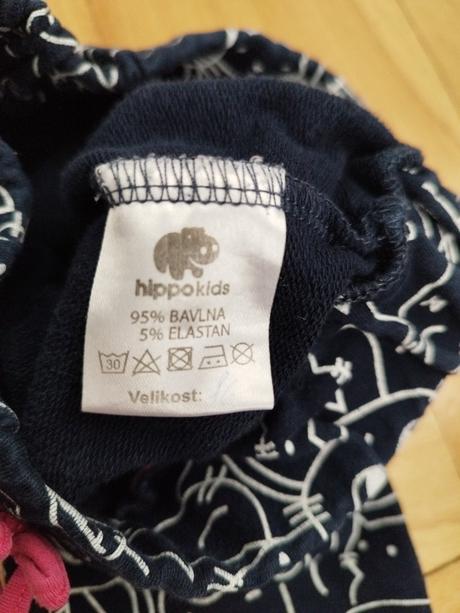 hippokids
95% BAVLNA
5% ELASTAN
30
Velikost: